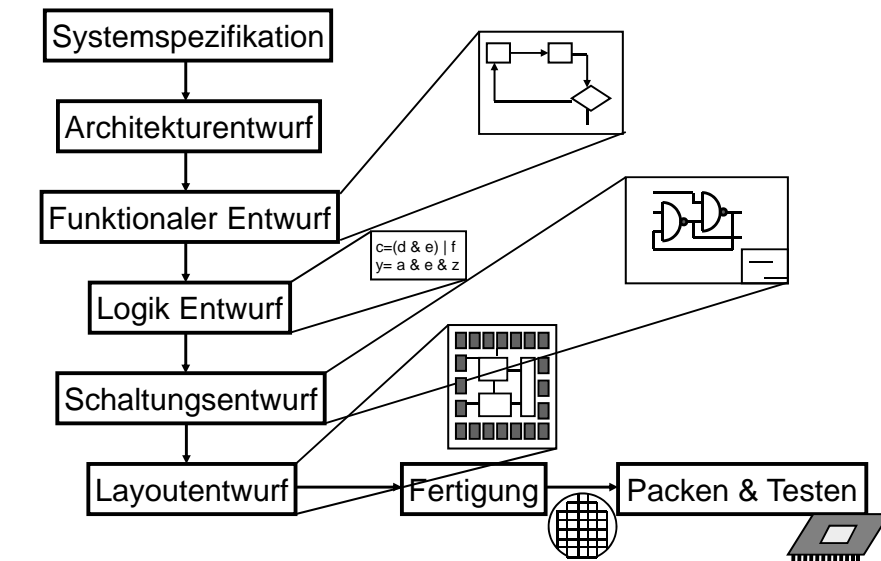 Systemspezifikation
Architekturentwurf
Funktionaler Entwurf
c=(d & e) | f
y= a & e & z
Logik Entwurf
Schaltungsentwurf
Layoutentwurf
Fertigung
Packen & Testen